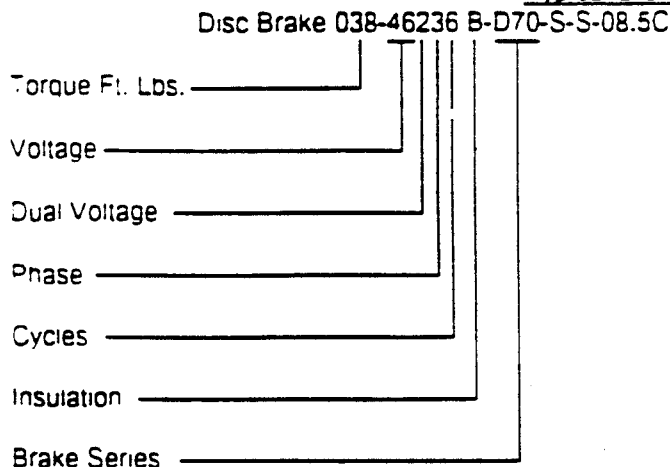 Disc Brake 038-46236 B-D70-S-S-08.5C
Torque Ft. Lbs.
Voltage
Dual Voltage
Phase
Cycles
Insulation
Brake Series